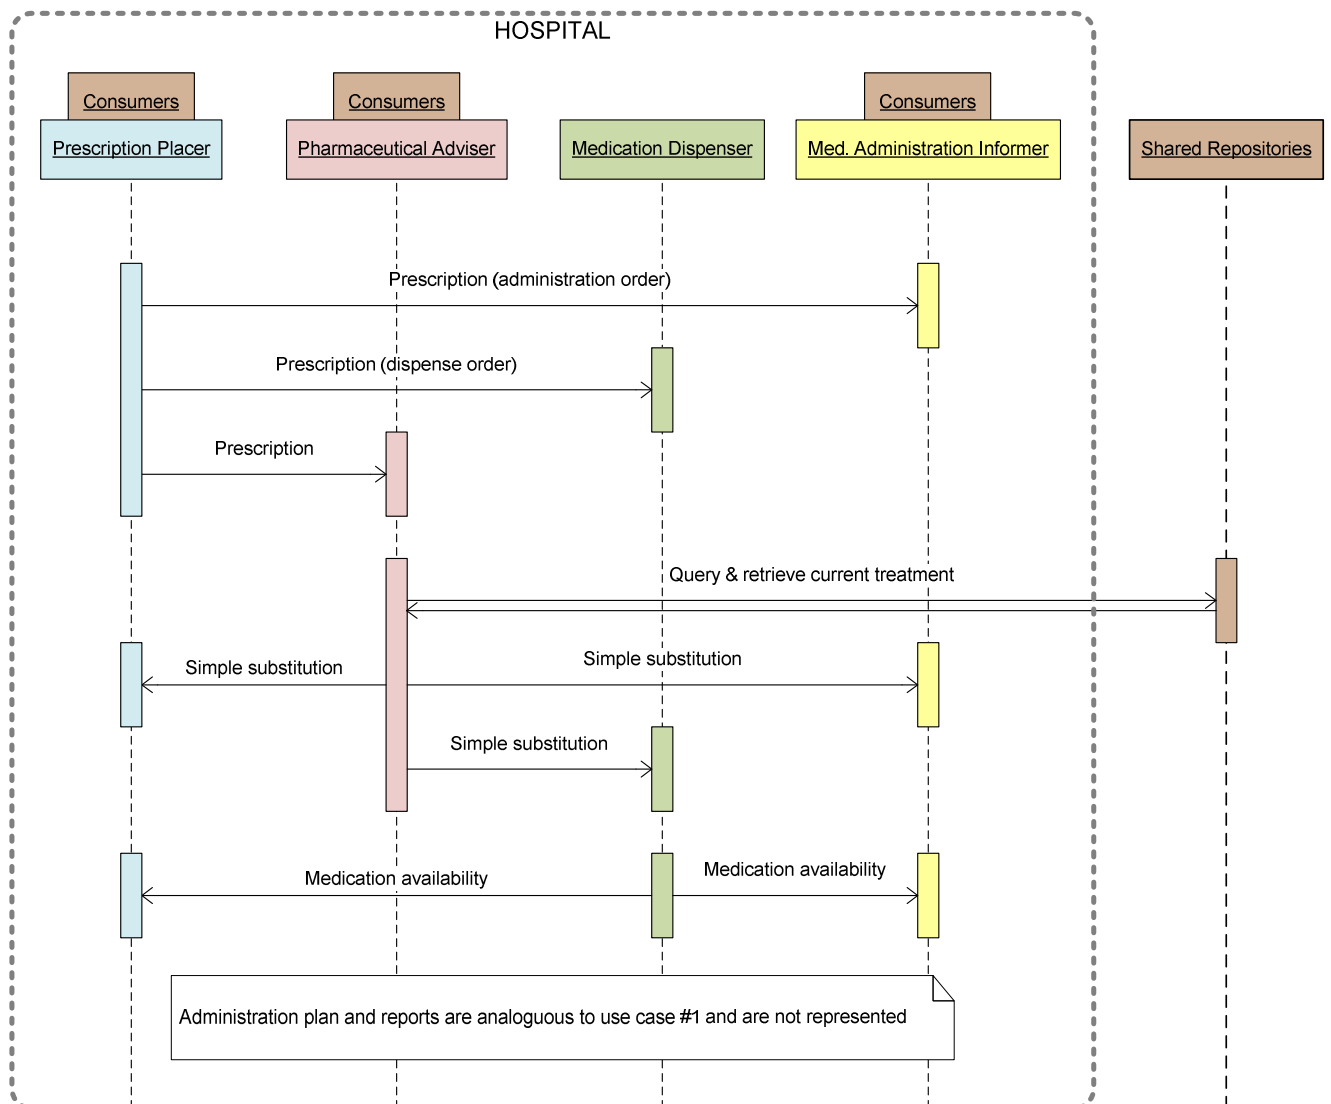 HOSPITAL
Consumers
Consumers
Consumers
Prescription Placer
Pharmaceutical Adviser
Medication Dispenser
Med. Administration Informer
Shared Repositories
Prescription (administration order)
Prescription (dispense order)
Prescription
Query & retrieve current treatment
Simple substitution
Simple substitution
Simple substitution
Medication availability
Medication availability
Administration plan and reports are analoguous to use case #1 and are not represented